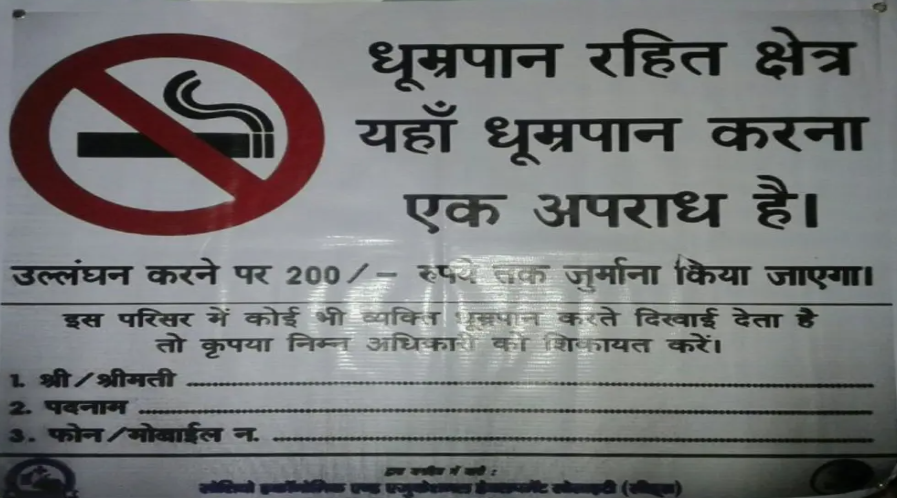 धूम्रपान रहित क्षेत्र
यहाँ धूम्रपान करना
एक अपराध है।
उल्लंघन करने पर 200/- रुपये तक जुर्माना किया जाएगा।
इस परिसर में कोई भी व्यक्ति धूम्रपान करते दिखाई देता है
तो कृपया निम्न अधिकारी को शिकायत करें।
1. श्री/श्रीमती ........................
2. पदनाम ........................
3. फोन/मोबाईल न. ........................